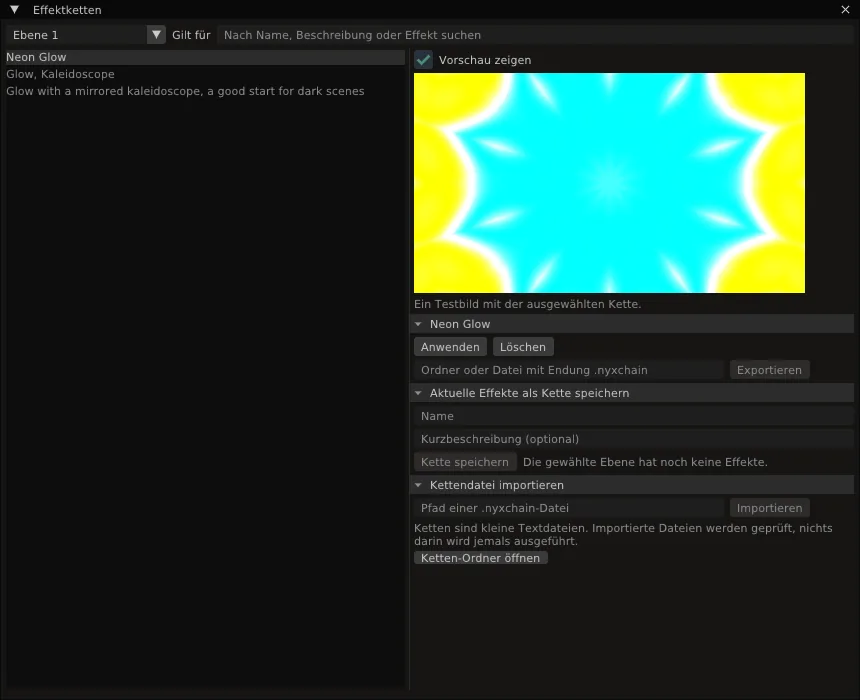 Effektketten
Ebene 1 Gilt für Nach Name, Beschreibung oder Effekt suchen
Neon Glow
Glow, Kaleidoscope
Glow with a mirrored kaleidoscope, a good start for dark scenes
Vorschau zeigen
Ein Testbild mit der ausgewählten Kette.
Neon Glow
Anwenden Löschen
Ordner oder Datei mit Endung .nyxchain Exportieren
Aktuelle Effekte als Kette speichern
Name
Kurzbeschreibung (optional)
Kette speichern Die gewählte Ebene hat noch keine Effekte.
Kettendatei importieren
Pfad einer .nyxchain-Datei Importieren
Ketten sind kleine Textdateien. Importierte Dateien werden geprüft, nichts
darin wird jemals ausgeführt.
Ketten-Ordner öffnen